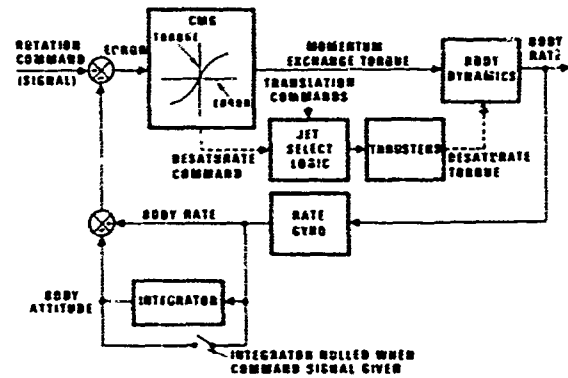 CMG
ROTATION
COMMAND
(SIGNAL)
ERROR
TORQUE
ERROR
MOMENTUM
EXCHANGE TORQUE
TRANSLATION
COMMANDS
BODY
DYNAMICS
BODY
RATE
DESATURATE
COMMAND
JET
SELECT
LOGIC
THRUSTERS
DESATURATE
TORQUE
BODY RATE
RATE
GYRO
BODY
ATTITUDE
INTEGRATOR
INTEGRATOR NULLED WHEN
COMMAND SIGNAL GIVEN